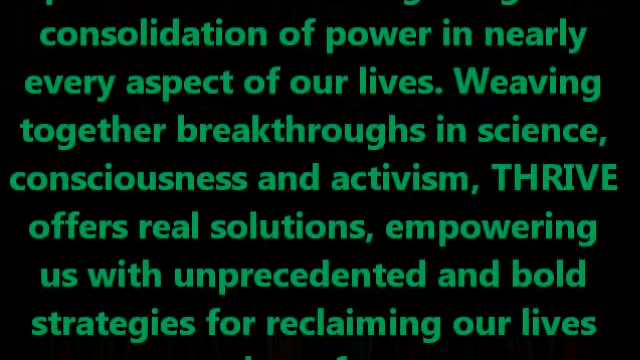 consolidation of power in nearly
every aspect of our lives. Weaving
together breakthroughs in science,
consciousness and activism, THRIVE
offers real solutions, empowering
us with unprecedented and bold
strategies for reclaiming our lives